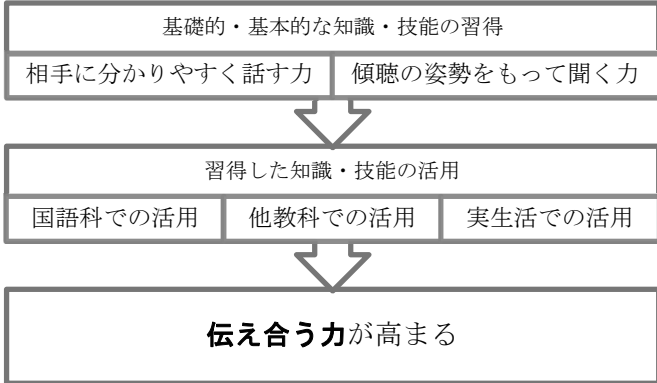 基礎的・基本的な知識・技能の習得
相手に分かりやすく話す力
傾聴の姿勢をもって聞く力
習得した知識・技能の活用
国語科での活用
他教科での活用
実生活での活用
伝え合う力が高まる